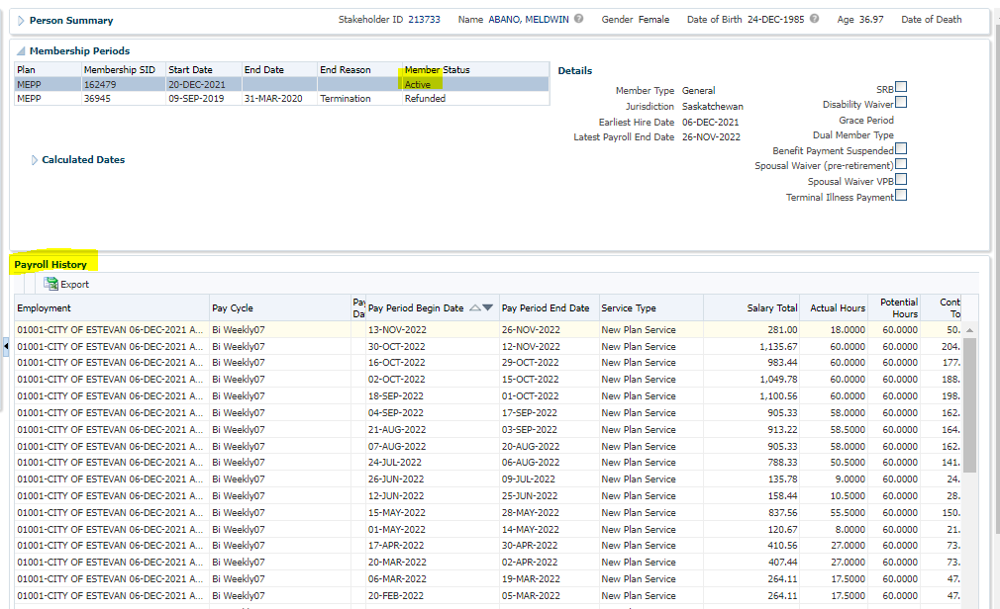 Person Summary Stakeholder ID 213733 Name ABANO, MELDWIN Gender Female Date of Birth 24-DEC-1985 Age 36.97 Date of Death
Membership Periods
Plan Membership SID Start Date End Date End Reason Member Status
MEPP 162479 20-DEC-2021 Active
MEPP 36945 09-SEP-2019 31-MAR-2020 Termination Refunded
Calculated Dates
Details
Member Type General
Jurisdiction Saskatchewan
Earliest Hire Date 06-DEC-2021
Latest Payroll End Date 26-NOV-2022
SRB
Disability Waiver
Grace Period
Dual Member Type
Benefit Payment Suspended
Spousal Waiver (pre-retirement)
Spousal Waiver VPB
Terminal Illness Payment
Payroll History
Export
Employment Pay Cycle Pay Da Pay Period Begin Date Pay Period End Date Service Type Salary Total Actual Hours Potential Hours Cont To
01001-CITY OF ESTEVAN 06-DEC-2021 A... Bi Weekly07 13-NOV-2022 26-NOV-2022 New Plan Service 281.00 18.0000 60.0000 50.
01001-CITY OF ESTEVAN 06-DEC-2021 A... Bi Weekly07 30-OCT-2022 12-NOV-2022 New Plan Service 1,135.67 60.0000 60.0000 204.
01001-CITY OF ESTEVAN 06-DEC-2021 A... Bi Weekly07 16-OCT-2022 29-OCT-2022 New Plan Service 983.44 60.0000 60.0000 177.
01001-CITY OF ESTEVAN 06-DEC-2021 A... Bi Weekly07 02-OCT-2022 15-OCT-2022 New Plan Service 1,049.78 60.0000 60.0000 188.
01001-CITY OF ESTEVAN 06-DEC-2021 A... Bi Weekly07 18-SEP-2022 01-OCT-2022 New Plan Service 1,100.56 60.0000 60.0000 198.
01001-CITY OF ESTEVAN 06-DEC-2021 A... Bi Weekly07 04-SEP-2022 17-SEP-2022 New Plan Service 905.33 58.0000 60.0000 162.
01001-CITY OF ESTEVAN 06-DEC-2021 A... Bi Weekly07 21-AUG-2022 03-SEP-2022 New Plan Service 913.22 58.5000 60.0000 164.
01001-CITY OF ESTEVAN 06-DEC-2021 A... Bi Weekly07 07-AUG-2022 20-AUG-2022 New Plan Service 905.33 58.0000 60.0000 162.
01001-CITY OF ESTEVAN 06-DEC-2021 A... Bi Weekly07 24-JUL-2022 06-AUG-2022 New Plan Service 788.33 50.5000 60.0000 141.
01001-CITY OF ESTEVAN 06-DEC-2021 A... Bi Weekly07 26-JUN-2022 09-JUL-2022 New Plan Service 135.78 9.0000 60.0000 24.
01001-CITY OF ESTEVAN 06-DEC-2021 A... Bi Weekly07 12-JUN-2022 25-JUN-2022 New Plan Service 158.44 10.5000 60.0000 28.
01001-CITY OF ESTEVAN 06-DEC-2021 A... Bi Weekly07 15-MAY-2022 28-MAY-2022 New Plan Service 837.56 55.5000 60.0000 150.
01001-CITY OF ESTEVAN 06-DEC-2021 A... Bi Weekly07 01-MAY-2022 14-MAY-2022 New Plan Service 120.67 8.0000 60.0000 21.
01001-CITY OF ESTEVAN 06-DEC-2021 A... Bi Weekly07 17-APR-2022 30-APR-2022 New Plan Service 410.56 27.0000 60.0000 73.
01001-CITY OF ESTEVAN 06-DEC-2021 A... Bi Weekly07 20-MAR-2022 02-APR-2022 New Plan Service 407.44 27.0000 60.0000 73.
01001-CITY OF ESTEVAN 06-DEC-2021 A... Bi Weekly07 06-MAR-2022 19-MAR-2022 New Plan Service 264.11 17.5000 60.0000 47.
01001-CITY OF ESTEVAN 06-DEC-2021 A... Bi Weekly07 20-FEB-2022 05-MAR-2022 New Plan Service 264.11 17.5000 60.0000 47.